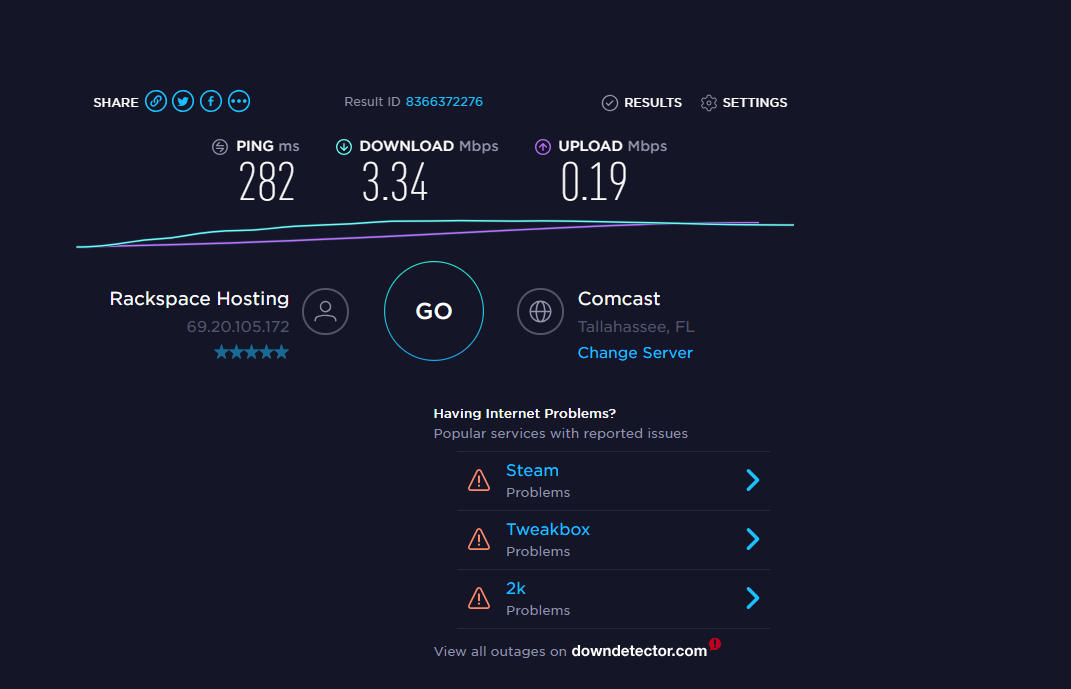 SHARE Result ID 8366372276 RESULTS SETTINGS
PING ms DOWNLOAD Mbps UPLOAD Mbps
282 3.34 0.19
Rackspace Hosting
69.20.105.172
GO
Comcast
Tallahassee, FL
Change Server
Having Internet Problems?
Popular services with reported issues
Steam
Problems
Tweakbox
Problems
2k
Problems
View all outages on downdetector.com